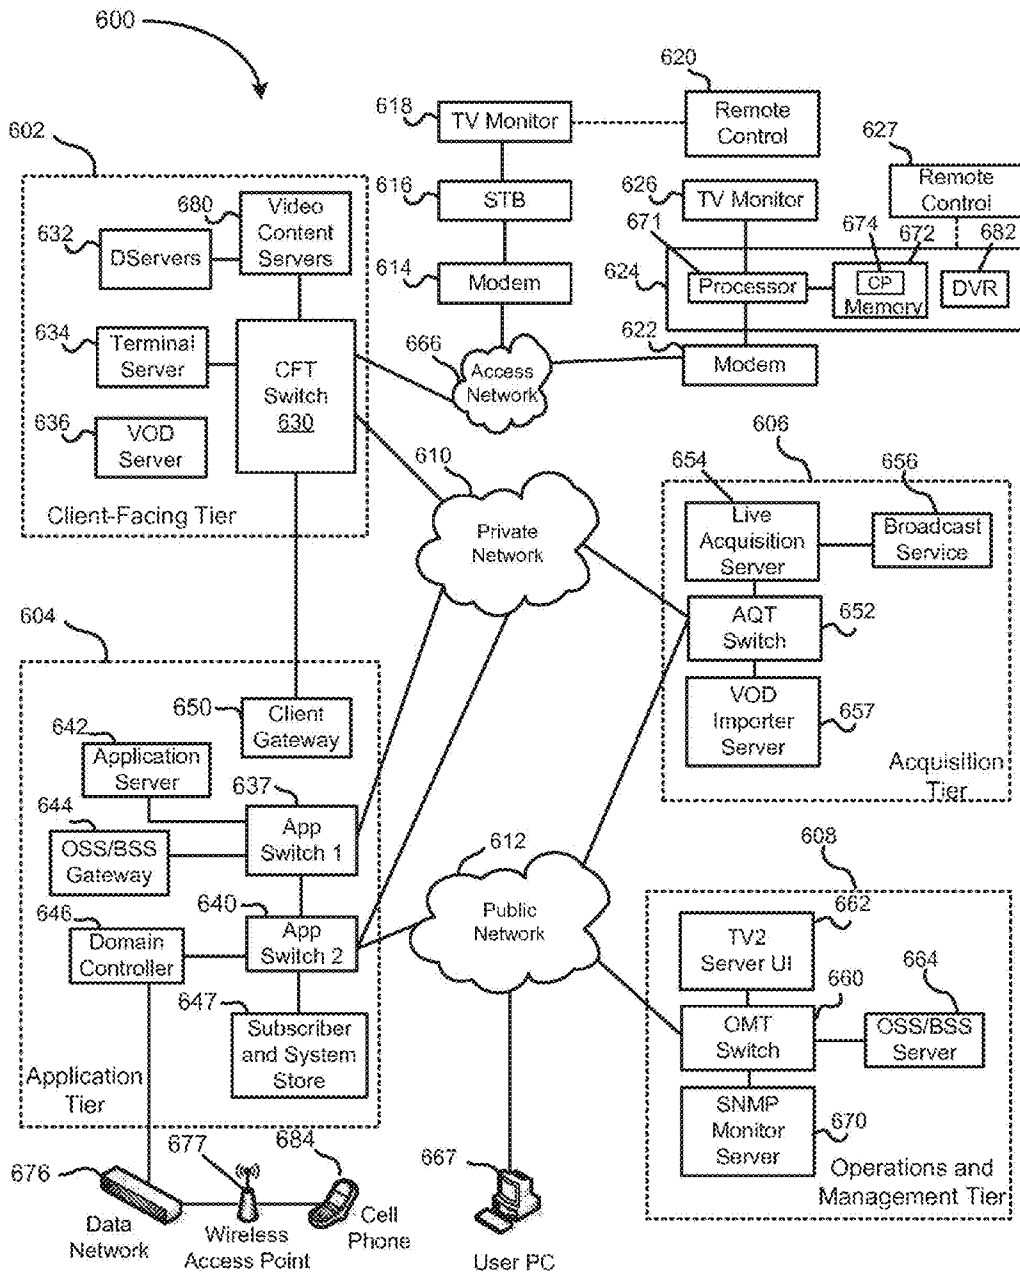 600
602
680
Video
Content
Servers
632
DServers
634
Terminal
Server
CFT
Switch
630
636
VOD
Server
Client-Facing Tier
618
TV Monitor
620
Remote
Control
616
STB
614
Modem
666
Access
Network
626
TV Monitor
627
Remote
Control
671
674
672
682
624
Processor
CP
Memory
DVR
622
Modem
610
Private
Network
606
654
656
Live
Acquisition
Server
Broadcast
Service
AQT
Switch
652
VOD
Importer
Server
657
Acquisition
Tier
604
650
Client
Gateway
642
Application
Server
637
App
Switch 1
644
OSS/BSS
Gateway
640
App
Switch 2
646
Domain
Controller
647
Subscriber
and System
Store
Application
Tier
612
Public
Network
608
662
TV2
Server UI
664
660
OMT
Switch
OSS/BSS
Server
SNMP
Monitor
Server
670
Operations and
Management Tier
676
Data
Network
677
Wireless
Access Point
684
Cell
Phone
667
User PC